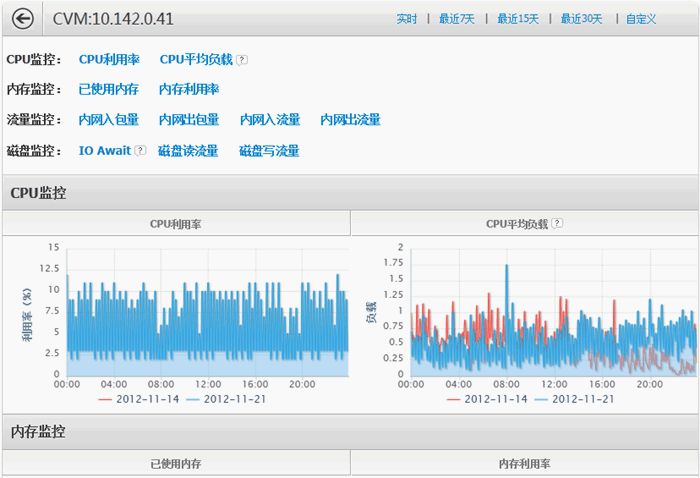 CVM:10.142.0.41
实时 | 最近7天 | 最近15天 | 最近30天 | 自定义
CPU监控： CPU利用率 CPU平均负载 ?
内存监控： 已使用内存 内存利用率
流量监控： 内网入包量 内网出包量 内网入流量 内网出流量
磁盘监控： IO Await ? 磁盘读流量 磁盘写流量
CPU监控
CPU利用率
CPU平均负载 ?
利用率（%）
15
12.5
10
7.5
5
2.5
0
00:00 04:00 08:00 12:00 16:00 20:00
2012-11-14 2012-11-21
负载
2
1.75
1.5
1.25
1
0.75
0.5
0.25
0
00:00 04:00 08:00 12:00 16:00 20:00
2012-11-14 2012-11-21
内存监控
已使用内存
内存利用率